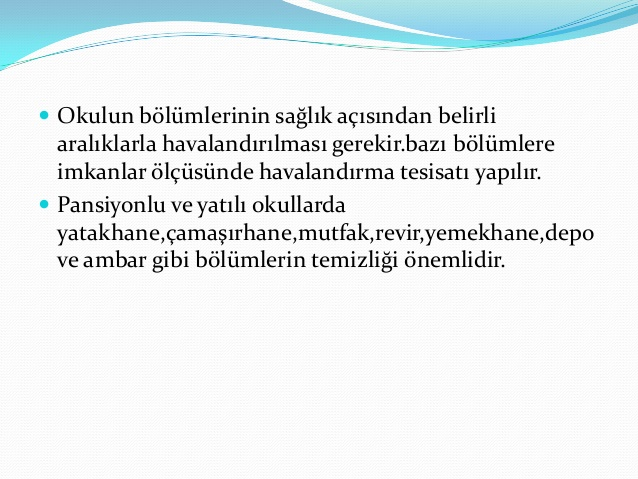 Okulun bölümlerinin sağlık açısından belirli
aralıklarla havalandırılması gerekir.bazı bölümlere
imkanlar ölçüsünde havalandırma tesisatı yapılır.
Pansiyonlu ve yatılı okullarda
yatakhane,çamaşırhane,mutfak,revir,yemekhane,depo
ve ambar gibi bölümlerin temizliği önemlidir.